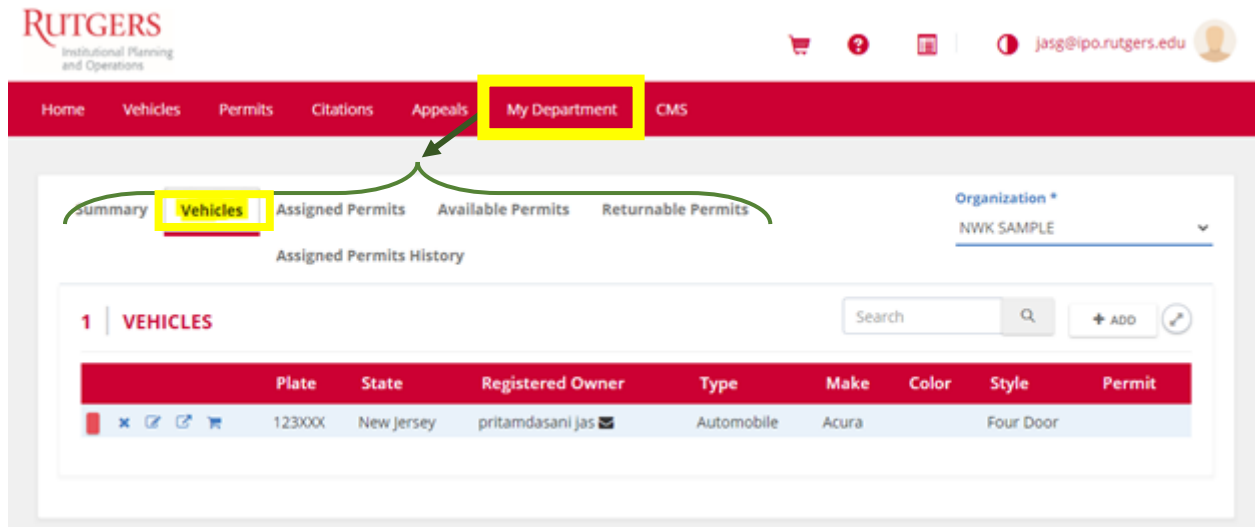 RUTGERS
Institutional Planning
and Operations
jasg@ipo.rutgers.edu
Home Vehicles Permits Citations Appeals My Department CMS
Summary Vehicles Assigned Permits Available Permits Returnable Permits
Organization *
NWK SAMPLE
Assigned Permits History
1 VEHICLES
Search
+ ADD
Plate State Registered Owner Type Make Color Style Permit
123XXX New Jersey pritamdasani jas Automobile Acura Four Door